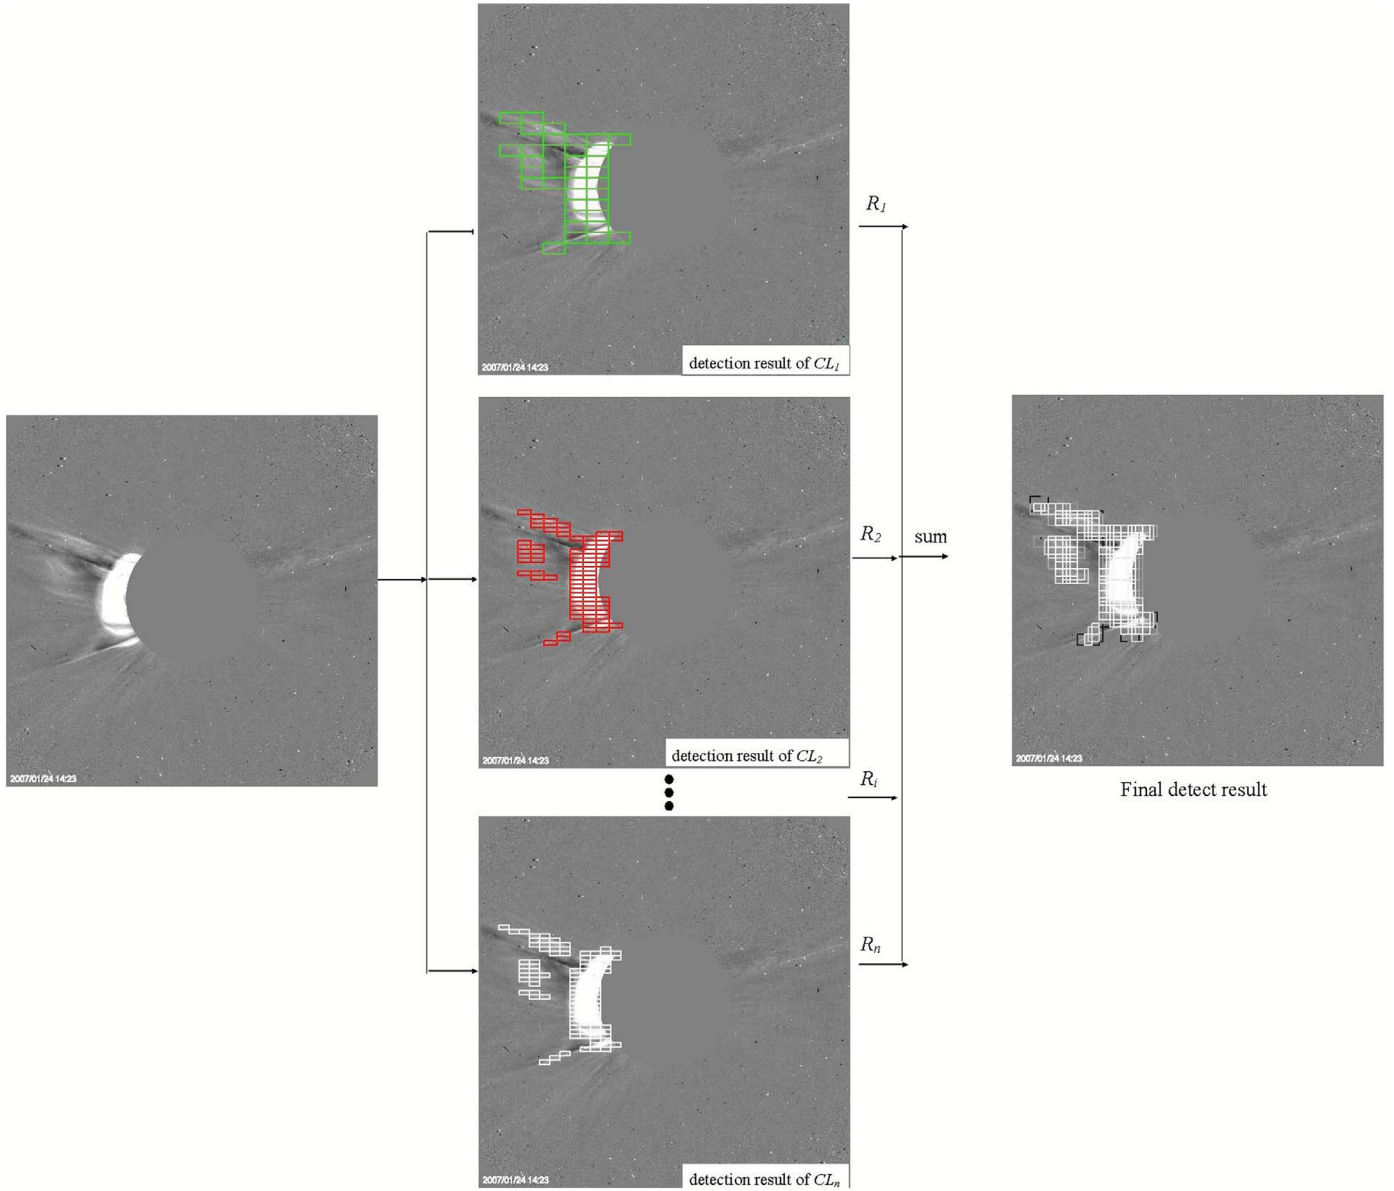 2007/01/24 14:23
detection result of CL₁
R₁
2007/01/24 14:23
detection result of CL₂
R₂
sum
2007/01/24 14:23
2007/01/24 14:23
Final detect result
Rᵢ
Rₙ
2007/01/24 14:23
detection result of CLₙ